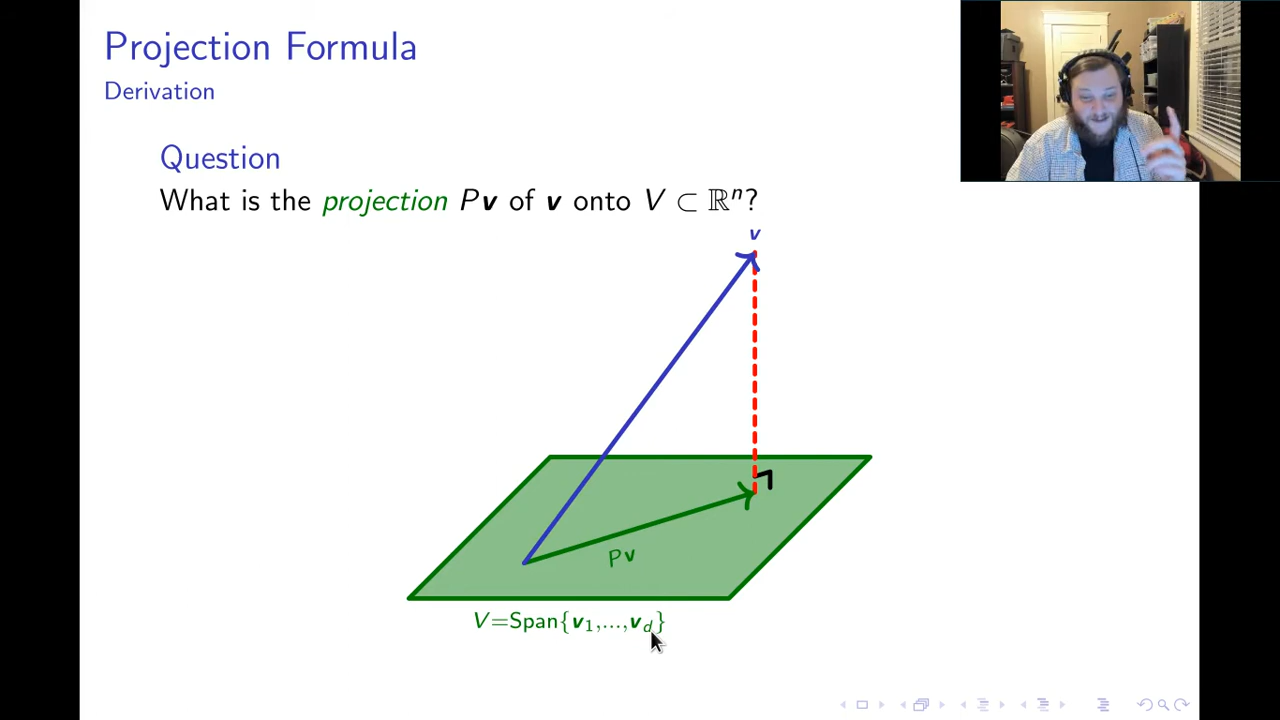 Projection Formula
Derivation
Question
What is the projection Pv of v onto V ⊂ ℝⁿ?
v
Pv
V=Span{v₁,...,v_d}